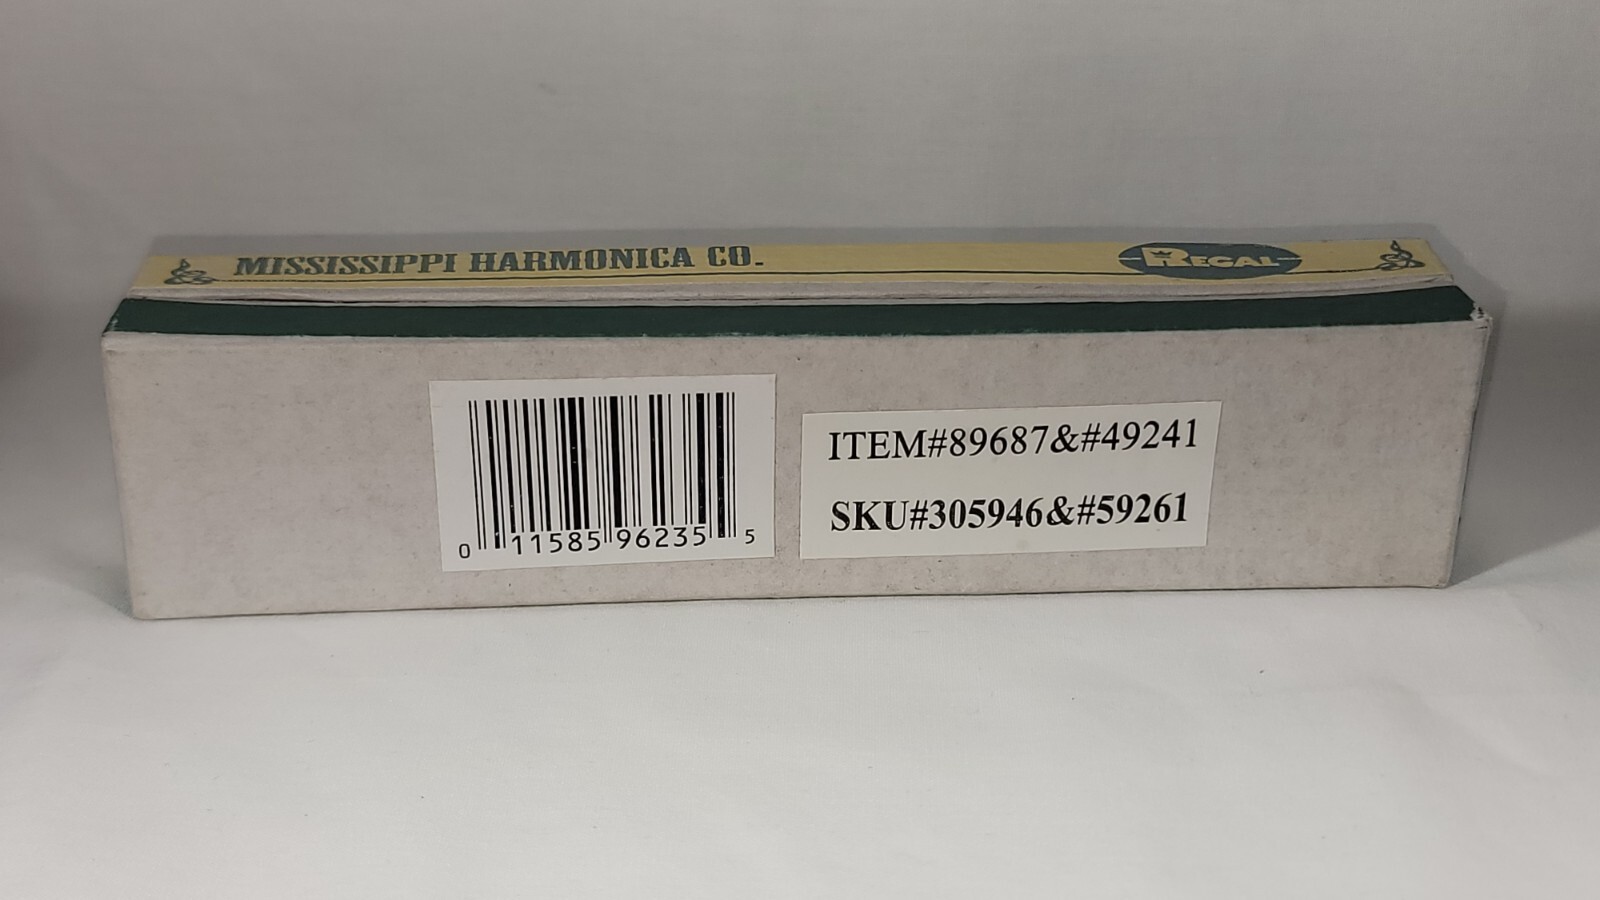 MISSISSIPPI HARMONICA CO.
REGAL
ITEM#89687&#49241
SKU#305946&#59261
0 11585 96235 5